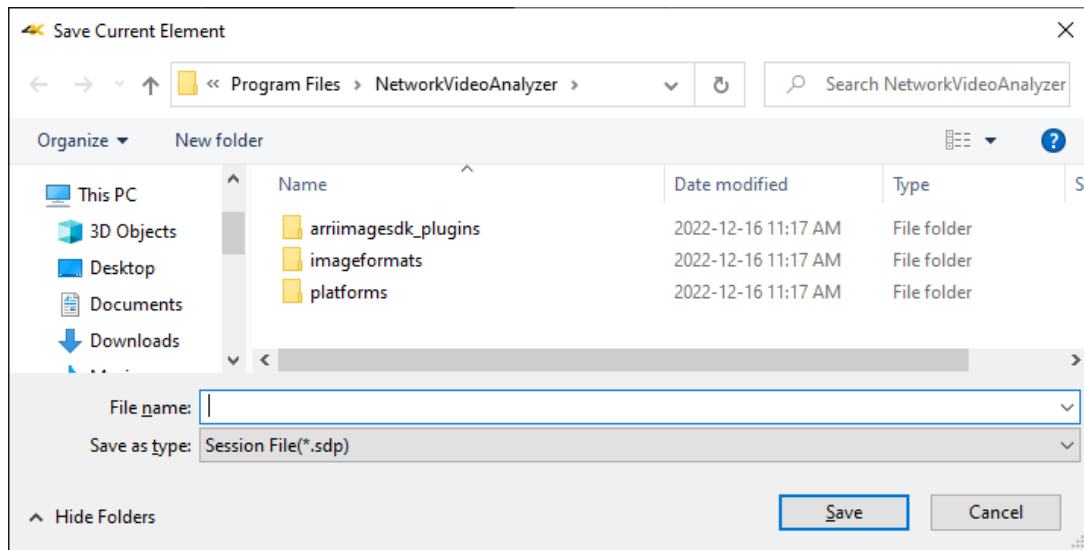 4K Save Current Element
« Program Files › NetworkVideoAnalyzer › Search NetworkVideoAnalyzer
Organize New folder
This PC
3D Objects
Desktop
Documents
Downloads
Name Date modified Type S
arriimagesdk_plugins 2022-12-16 11:17 AM File folder
imageformats 2022-12-16 11:17 AM File folder
platforms 2022-12-16 11:17 AM File folder
File name:
Save as type: Session File(*.sdp)
Hide Folders Save Cancel